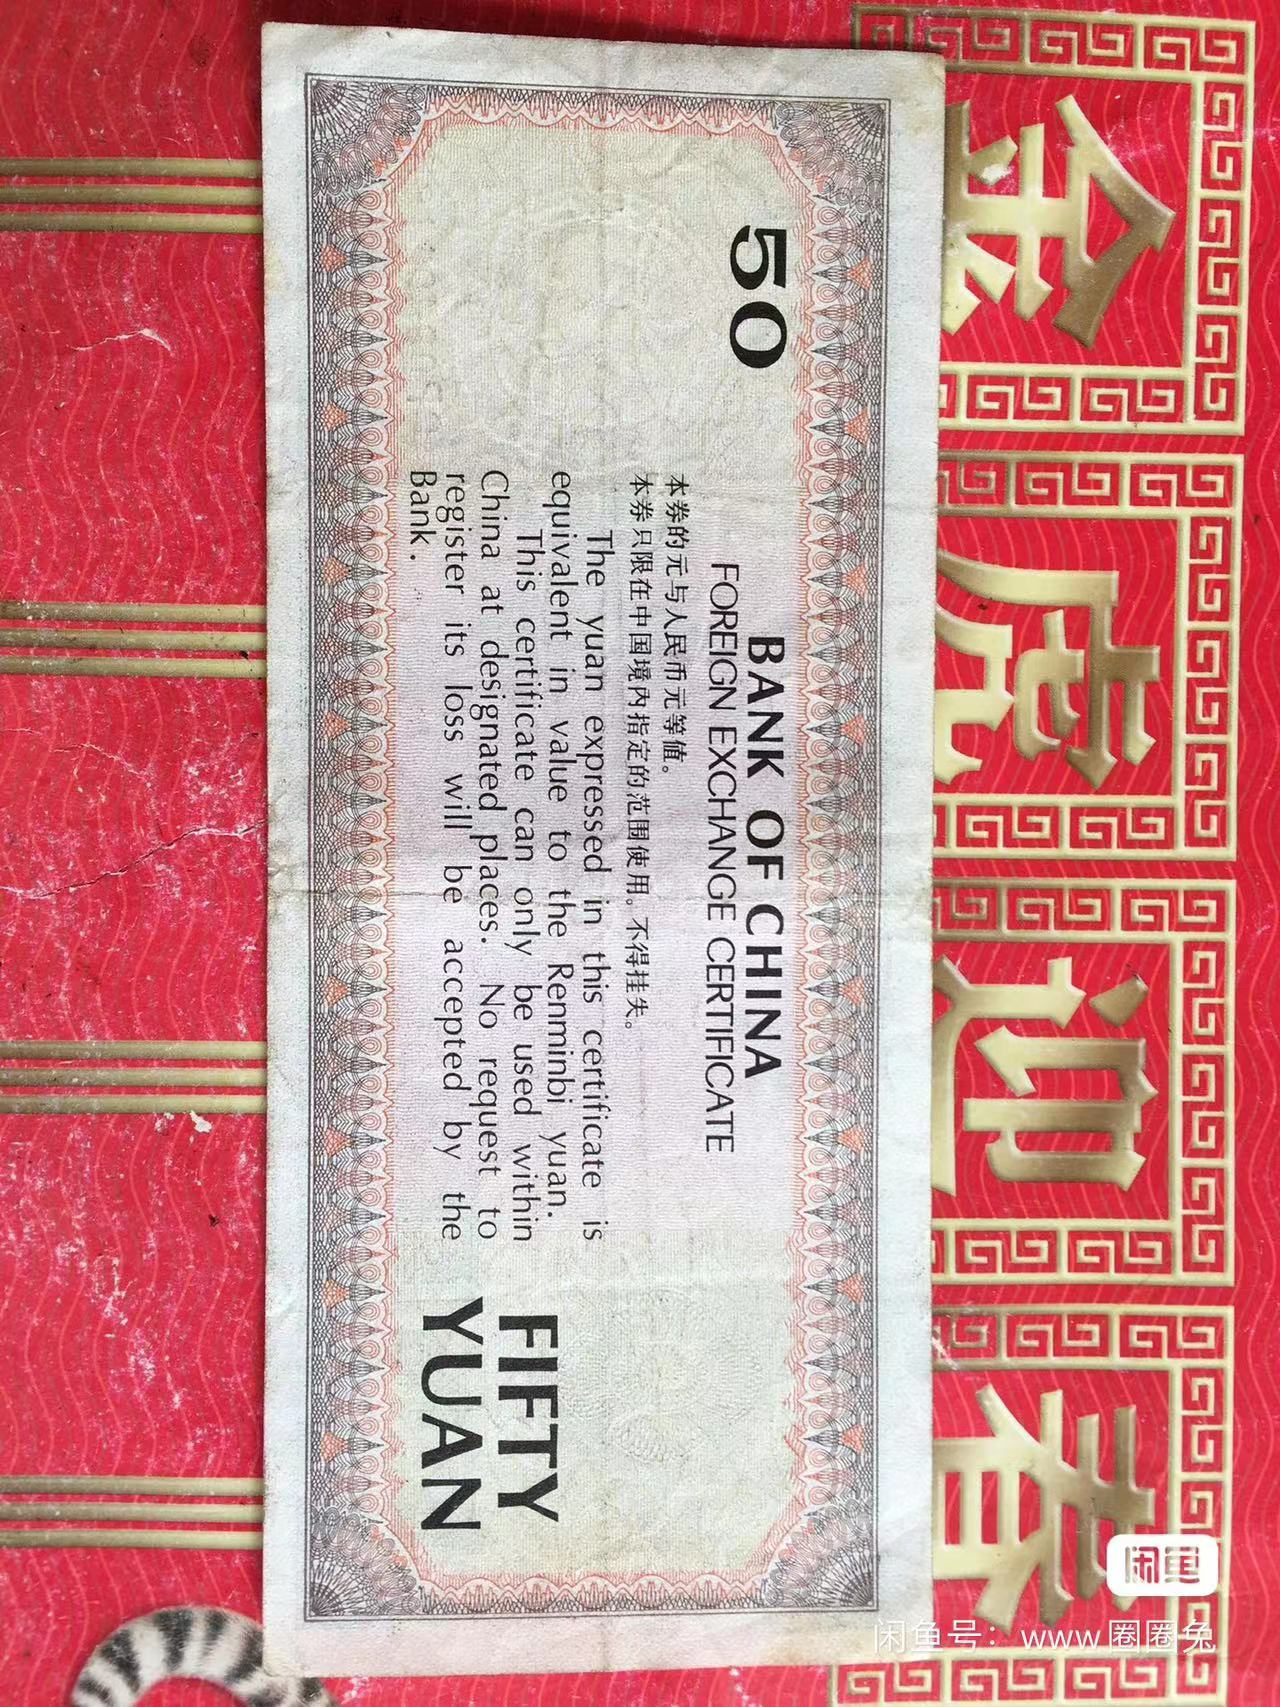 50
BANK OF CHINA
FOREIGN EXCHANGE CERTIFICATE
本券的元与人民币元等值。
本券只限在中国境内指定的范围使用。不得挂失。
The yuan expressed in this certificate is
equivalent in value to the Renminbi yuan.
This certificate can only be used within
China at designated places. No request to
register its loss will be accepted by the
Bank.
FIFTY
YUAN
金虎迎春
闲鱼
闲鱼号：www圈圈兔